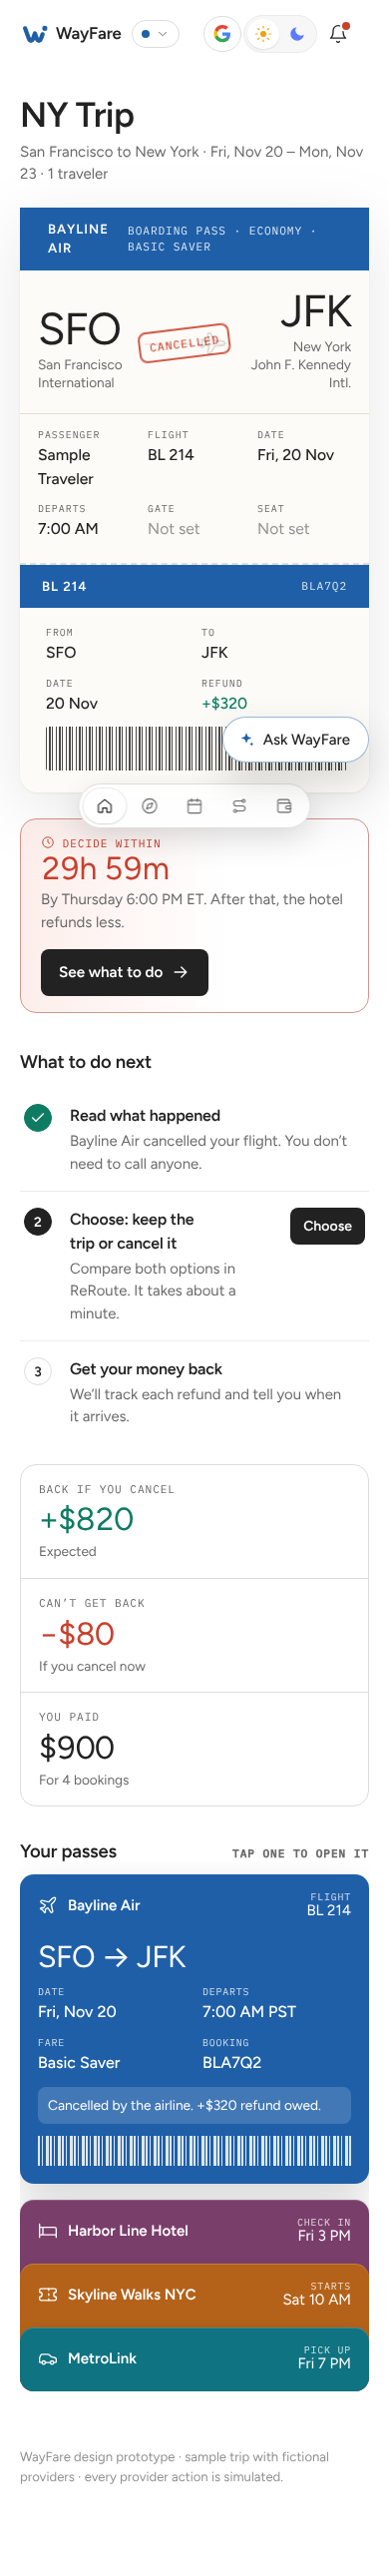 WayFare
NY Trip
San Francisco to New York · Fri, Nov 20 – Mon, Nov
23 · 1 traveler
BAYLINE
AIR
BOARDING PASS · ECONOMY ·
BASIC SAVER
SFO
San Francisco
International
CANCELLED
JFK
New York
John F. Kennedy
Intl.
PASSENGER
Sample
Traveler
FLIGHT
BL 214
DATE
Fri, 20 Nov
DEPARTS
7:00 AM
GATE
Not set
SEAT
Not set
BL 214
BLA7Q2
FROM
SFO
TO
JFK
DATE
20 Nov
REFUND
+$320
Ask WayFare
DECIDE WITHIN
29h 59m
By Thursday 6:00 PM ET. After that, the hotel
refunds less.
See what to do →
What to do next
Read what happened
Bayline Air cancelled your flight. You don’t
need to call anyone.
2
Choose: keep the
trip or cancel it
Compare both options in
ReRoute. It takes about a
minute.
Choose
3
Get your money back
We’ll track each refund and tell you when
it arrives.
BACK IF YOU CANCEL
+$820
Expected
CAN’T GET BACK
−$80
If you cancel now
YOU PAID
$900
For 4 bookings
Your passes
TAP ONE TO OPEN IT
Bayline Air
FLIGHT
BL 214
SFO → JFK
DATE
Fri, Nov 20
DEPARTS
7:00 AM PST
FARE
Basic Saver
BOOKING
BLA7Q2
Cancelled by the airline. +$320 refund owed.
Harbor Line Hotel
CHECK IN
Fri 3 PM
Skyline Walks NYC
STARTS
Sat 10 AM
MetroLink
PICK UP
Fri 7 PM
WayFare design prototype · sample trip with fictional
providers · every provider action is simulated.